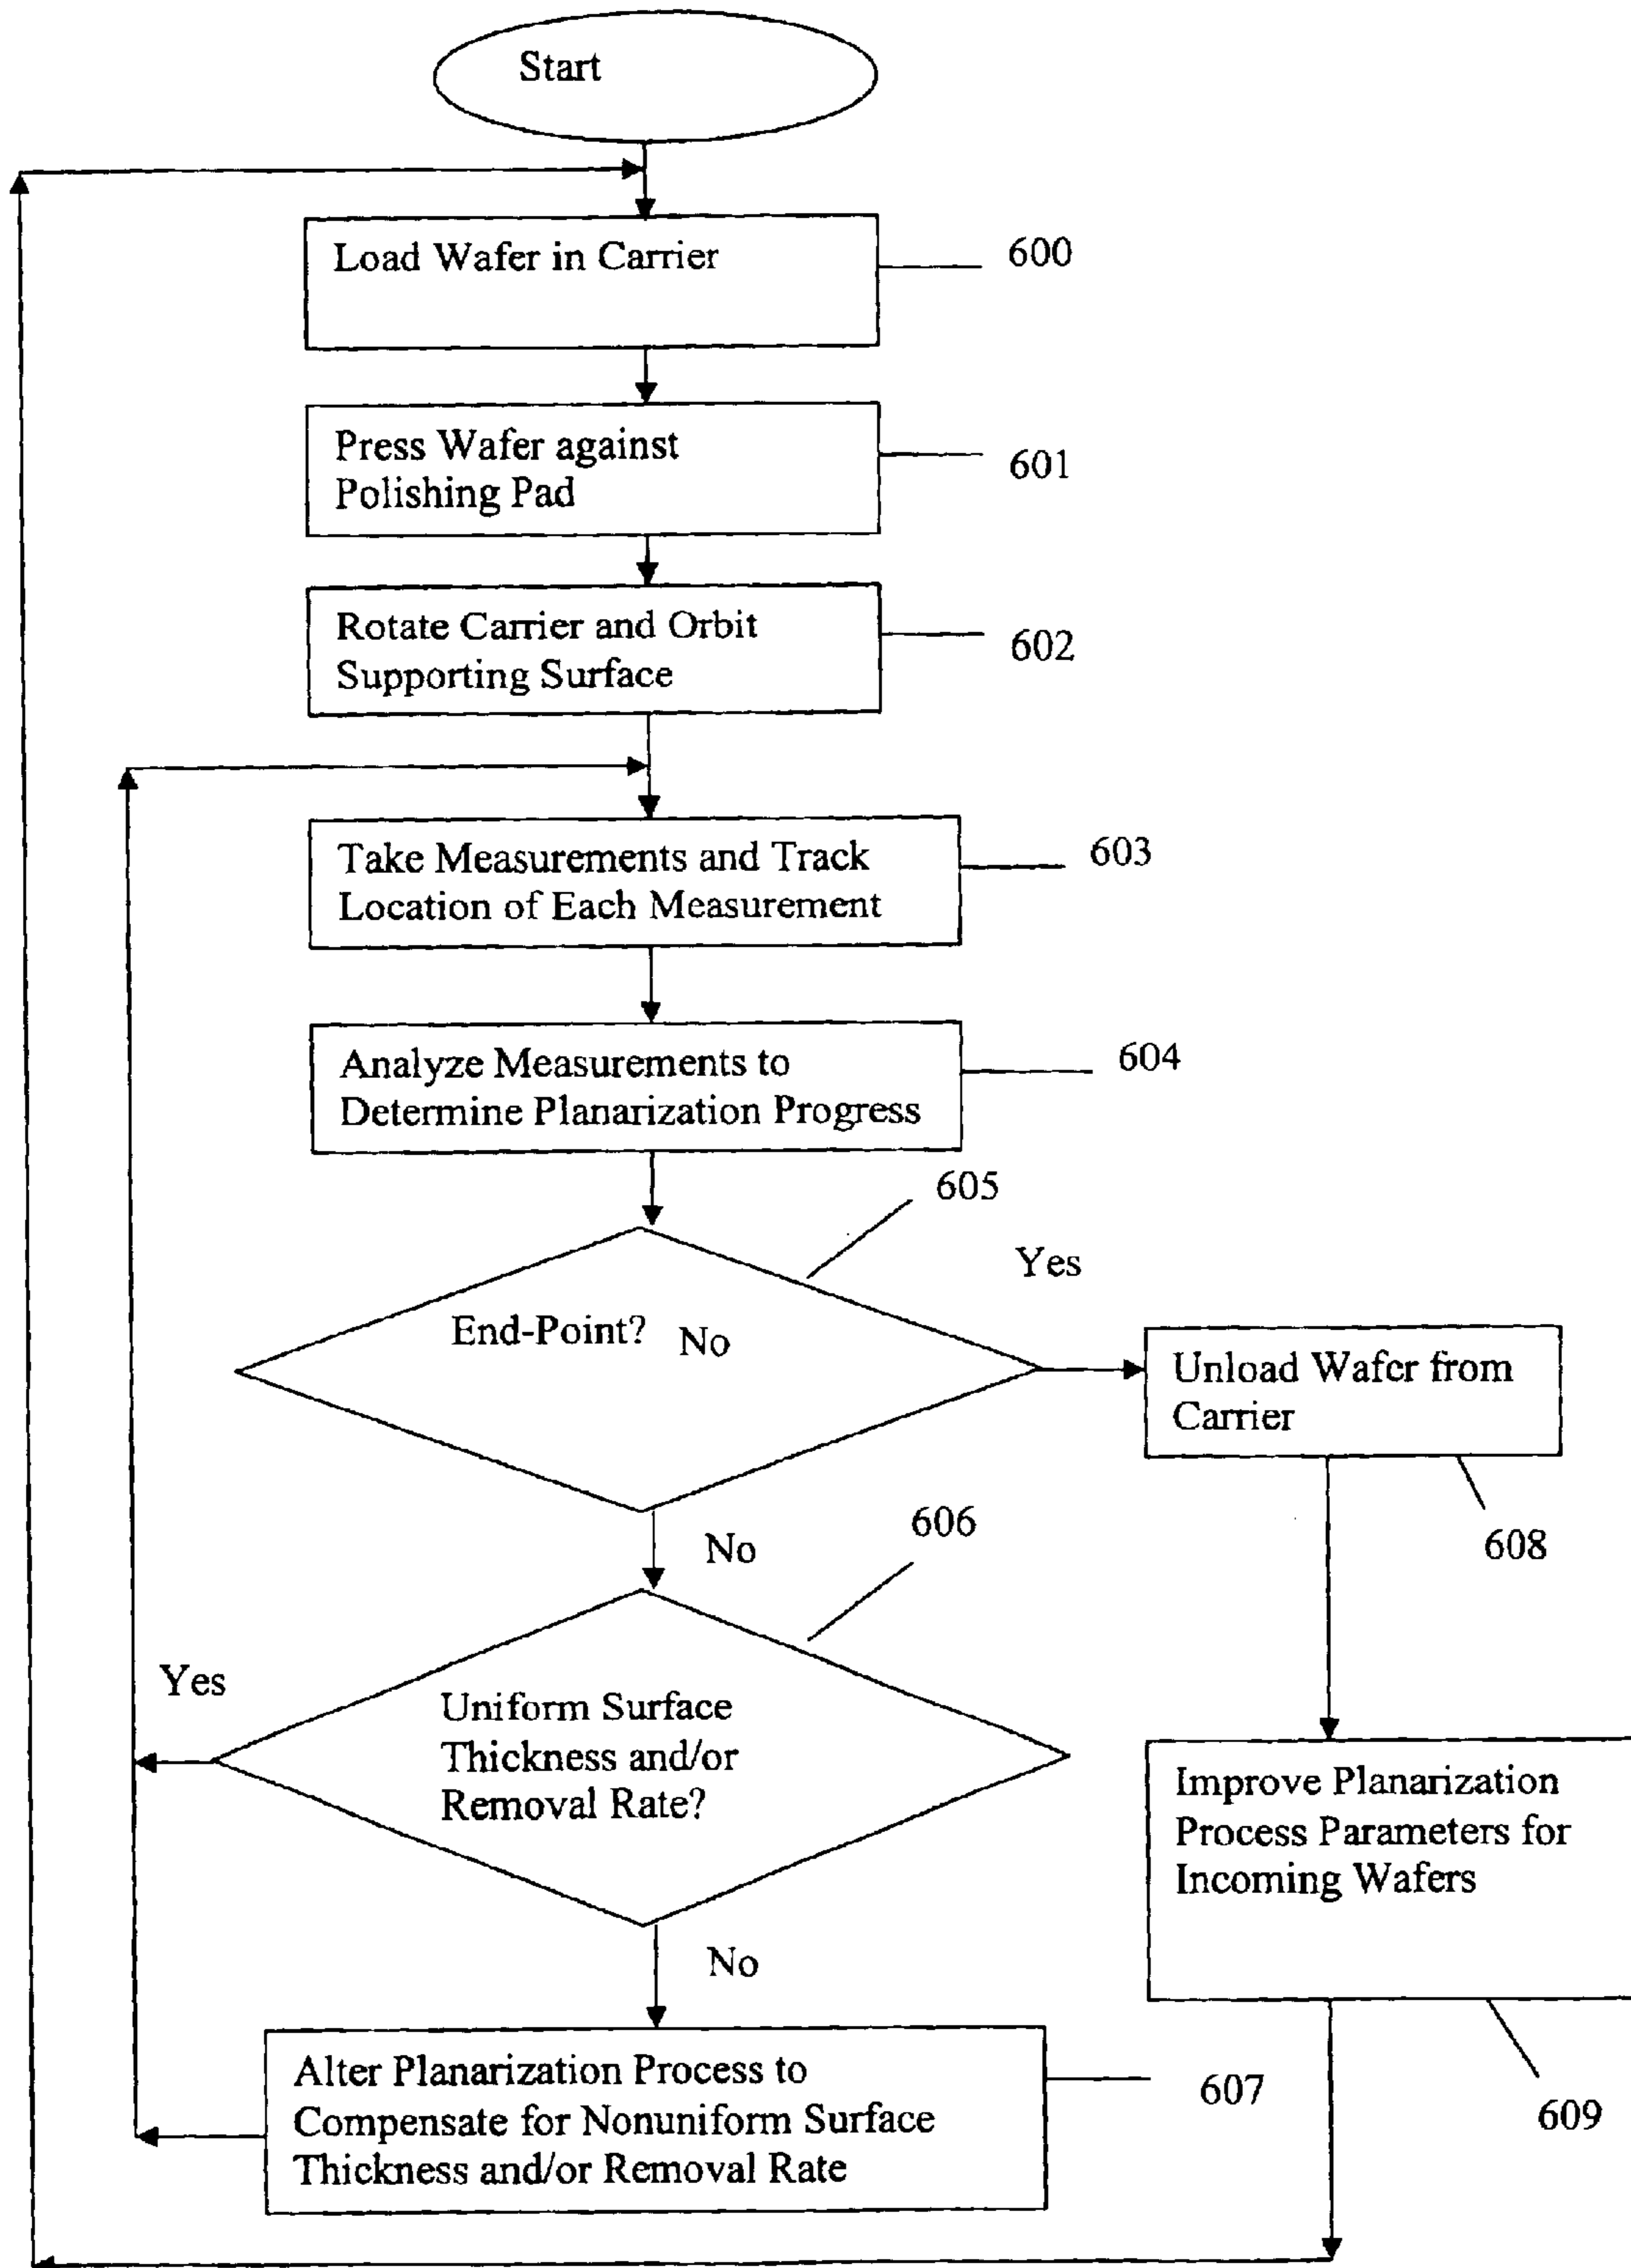 Start
Load Wafer in Carrier
600
Press Wafer against
Polishing Pad
601
Rotate Carrier and Orbit
Supporting Surface
602
Take Measurements and Track
Location of Each Measurement
603
Analyze Measurements to
Determine Planarization Progress
604
605
End-Point?
No
Yes
Unload Wafer from
Carrier
608
No
606
Yes
Uniform Surface
Thickness and/or
Removal Rate?
Improve Planarization
Process Parameters for
Incoming Wafers
609
No
Alter Planarization Process to
Compensate for Nonuniform Surface
Thickness and/or Removal Rate
607